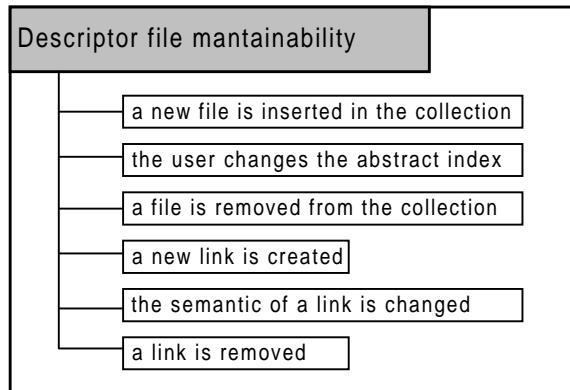 Descriptor file mantainability
a new file is inserted in the collection
the user changes the abstract index
a file is removed from the collection
a new link is created
the semantic of a link is changed
a link is removed